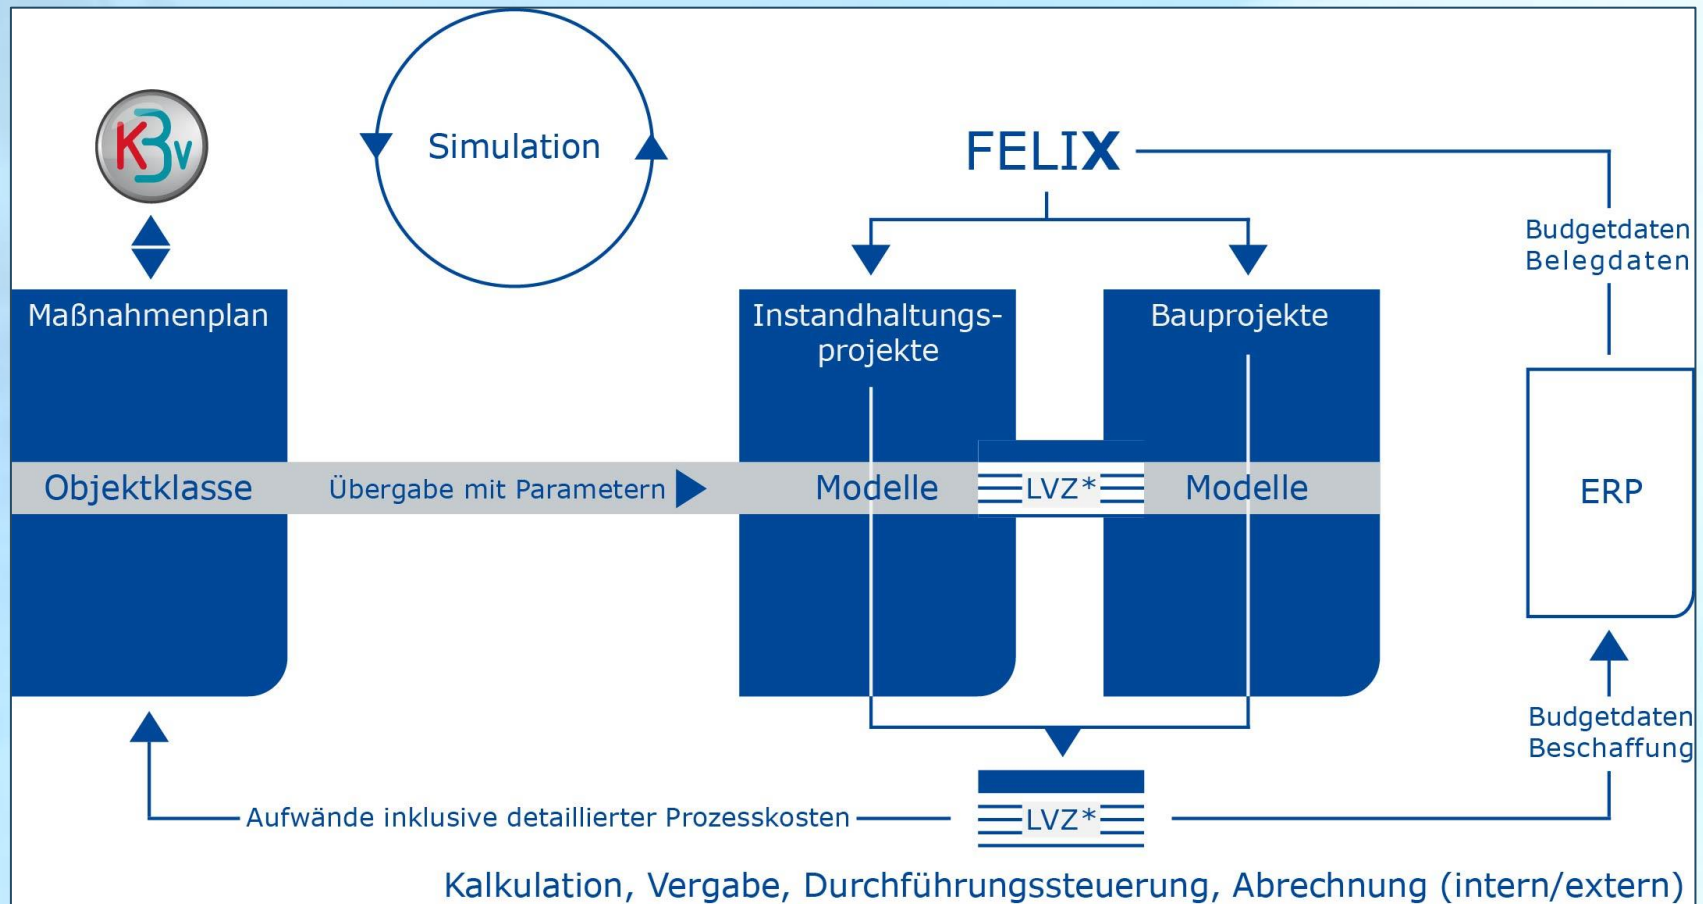 K3V
Simulation
FELIX
Budgetdaten
Belegdaten
Maßnahmenplan
Instandhaltungs-
projekte
Bauprojekte
Objektklasse
Übergabe mit Parametern
Modelle
LVZ*
Modelle
ERP
Budgetdaten
Beschaffung
Aufwände inklusive detaillierter Prozesskosten
LVZ*
Kalkulation, Vergabe, Durchführungssteuerung, Abrechnung (intern/extern)